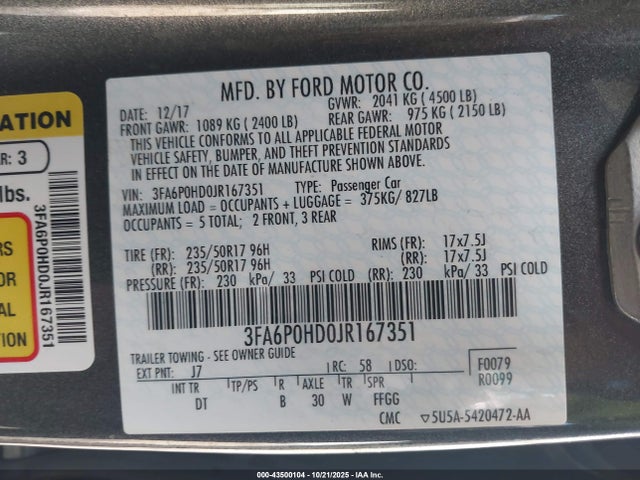 MFD. BY FORD MOTOR CO.
DATE: 12/17 GVWR: 2041 KG ( 4500 LB)
FRONT GAWR: 1089 KG ( 2400 LB) REAR GAWR: 975 KG ( 2150 LB)
THIS VEHICLE CONFORMS TO ALL APPLICABLE FEDERAL MOTOR
VEHICLE SAFETY, BUMPER, AND THEFT PREVENTION STANDARDS
IN EFFECT ON THE DATE OF MANUFACTURE SHOWN ABOVE.
VIN: 3FA6P0HD0JR167351 TYPE: Passenger Car
MAXIMUM LOAD = OCCUPANTS + LUGGAGE = 375KG/ 827LB
OCCUPANTS = 5 TOTAL; 2 FRONT, 3 REAR
TIRE (FR): 235/50R17 96H RIMS (FR): 17x7.5J
(RR): 235/50R17 96H (RR): 17x7.5J
PRESSURE (FR): 230 kPa/ 33 PSI COLD (RR): 230 kPa/ 33 PSI COLD
3FA6P0HD0JR167351
TRAILER TOWING - SEE OWNER GUIDE
EXT PNT: J7 RC: 58 DSO: F0079
R0099
INT TR TP/PS R AXLE TR SPR
DT B 30 W FFGG
CMC ▽5U5A-5420472-AA
ATION
R: 3
lbs.
RS
OR
AL
S
3FA6P0HD0JR167351
000-43500104 - 10/21/2025 - IAA Inc.